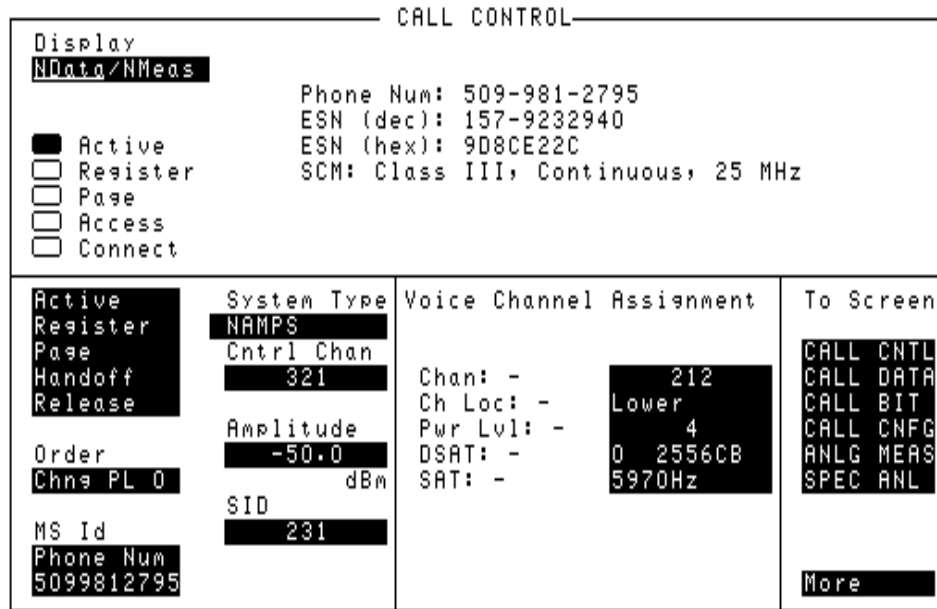 CALL CONTROL
Display
NData/NMeas
Phone Num: 509-981-2795
ESN (dec): 157-9232940
ESN (hex): 9D8CE22C
SCM: Class III, Continuous, 25 MHz
Active
Register
Page
Access
Connect
Active
Register
Page
Handoff
Release
Order
Chng PL 0
MS Id
Phone Num
5099812795
System Type
NAMPS
Cntrl Chan
321
Amplitude
-50.0
dBm
SID
231
Voice Channel Assignment
Chan: - 212
Ch Loc: - Lower
Pwr Lvl: - 4
DSAT: - 0 2556CB
SAT: - 5970Hz
To Screen
CALL CNTL
CALL DATA
CALL BIT
CALL CNFG
ANLG MEAS
SPEC ANL
More